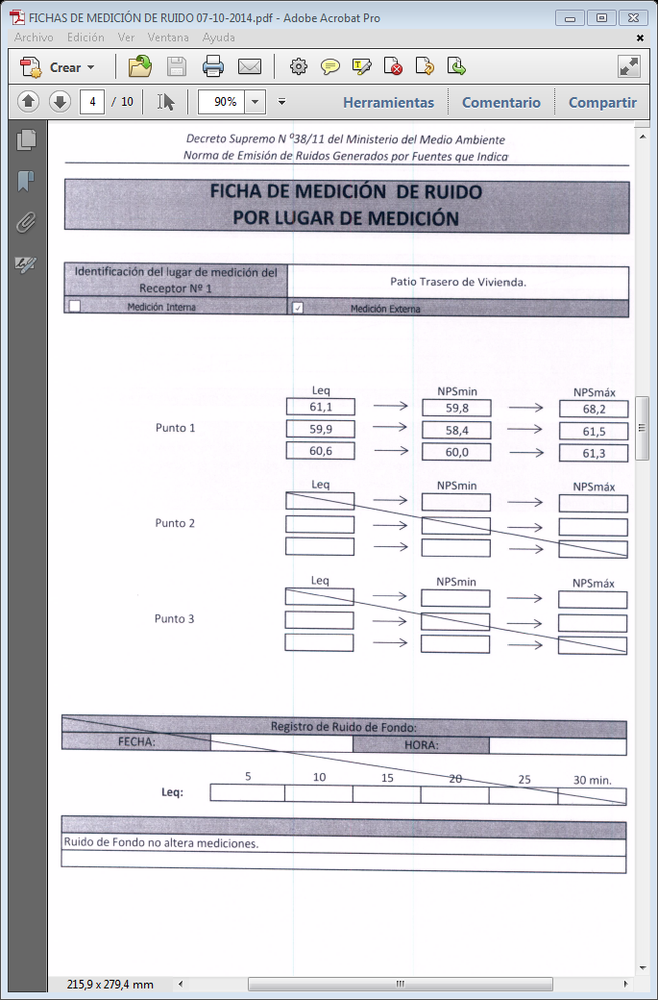 FICHAS DE MEDICIÓN DE RUIDO 07-10-2014.pdf - Adobe Acrobat Pro
Archivo Edición Ver Ventana Ayuda
Crear
4 / 10 90% Herramientas Comentario Compartir
Decreto Supremo N º38/11 del Ministerio del Medio Ambiente
Norma de Emisión de Ruidos Generados por Fuentes que Indica
FICHA DE MEDICIÓN DE RUIDO
POR LUGAR DE MEDICIÓN
Identificación del lugar de medición del
Receptor Nº 1
Patio Trasero de Vivienda.
Medición Interna Medición Externa
Leq NPSmin NPSmáx
61,1 59,8 68,2
Punto 1 59,9 58,4 61,5
60,6 60,0 61,3
Leq NPSmin NPSmáx
Punto 2
Leq NPSmin NPSmáx
Punto 3
Registro de Ruido de Fondo:
FECHA: HORA:
5 10 15 20 25 30 min.
Leq:
Ruido de Fondo no altera mediciones.
215,9 x 279,4 mm